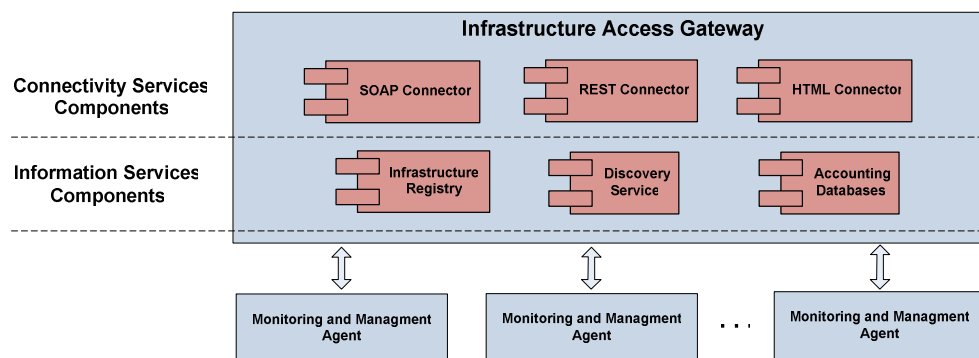 Infrastructure Access Gateway
Connectivity Services
Components
SOAP Connector
REST Connector
HTML Connector
Information Services
Components
Infrastructure
Registry
Discovery
Service
Accounting
Databases
Monitoring and Managment
Agent
Monitoring and Managment
Agent
. . .
Monitoring and Managment
Agent